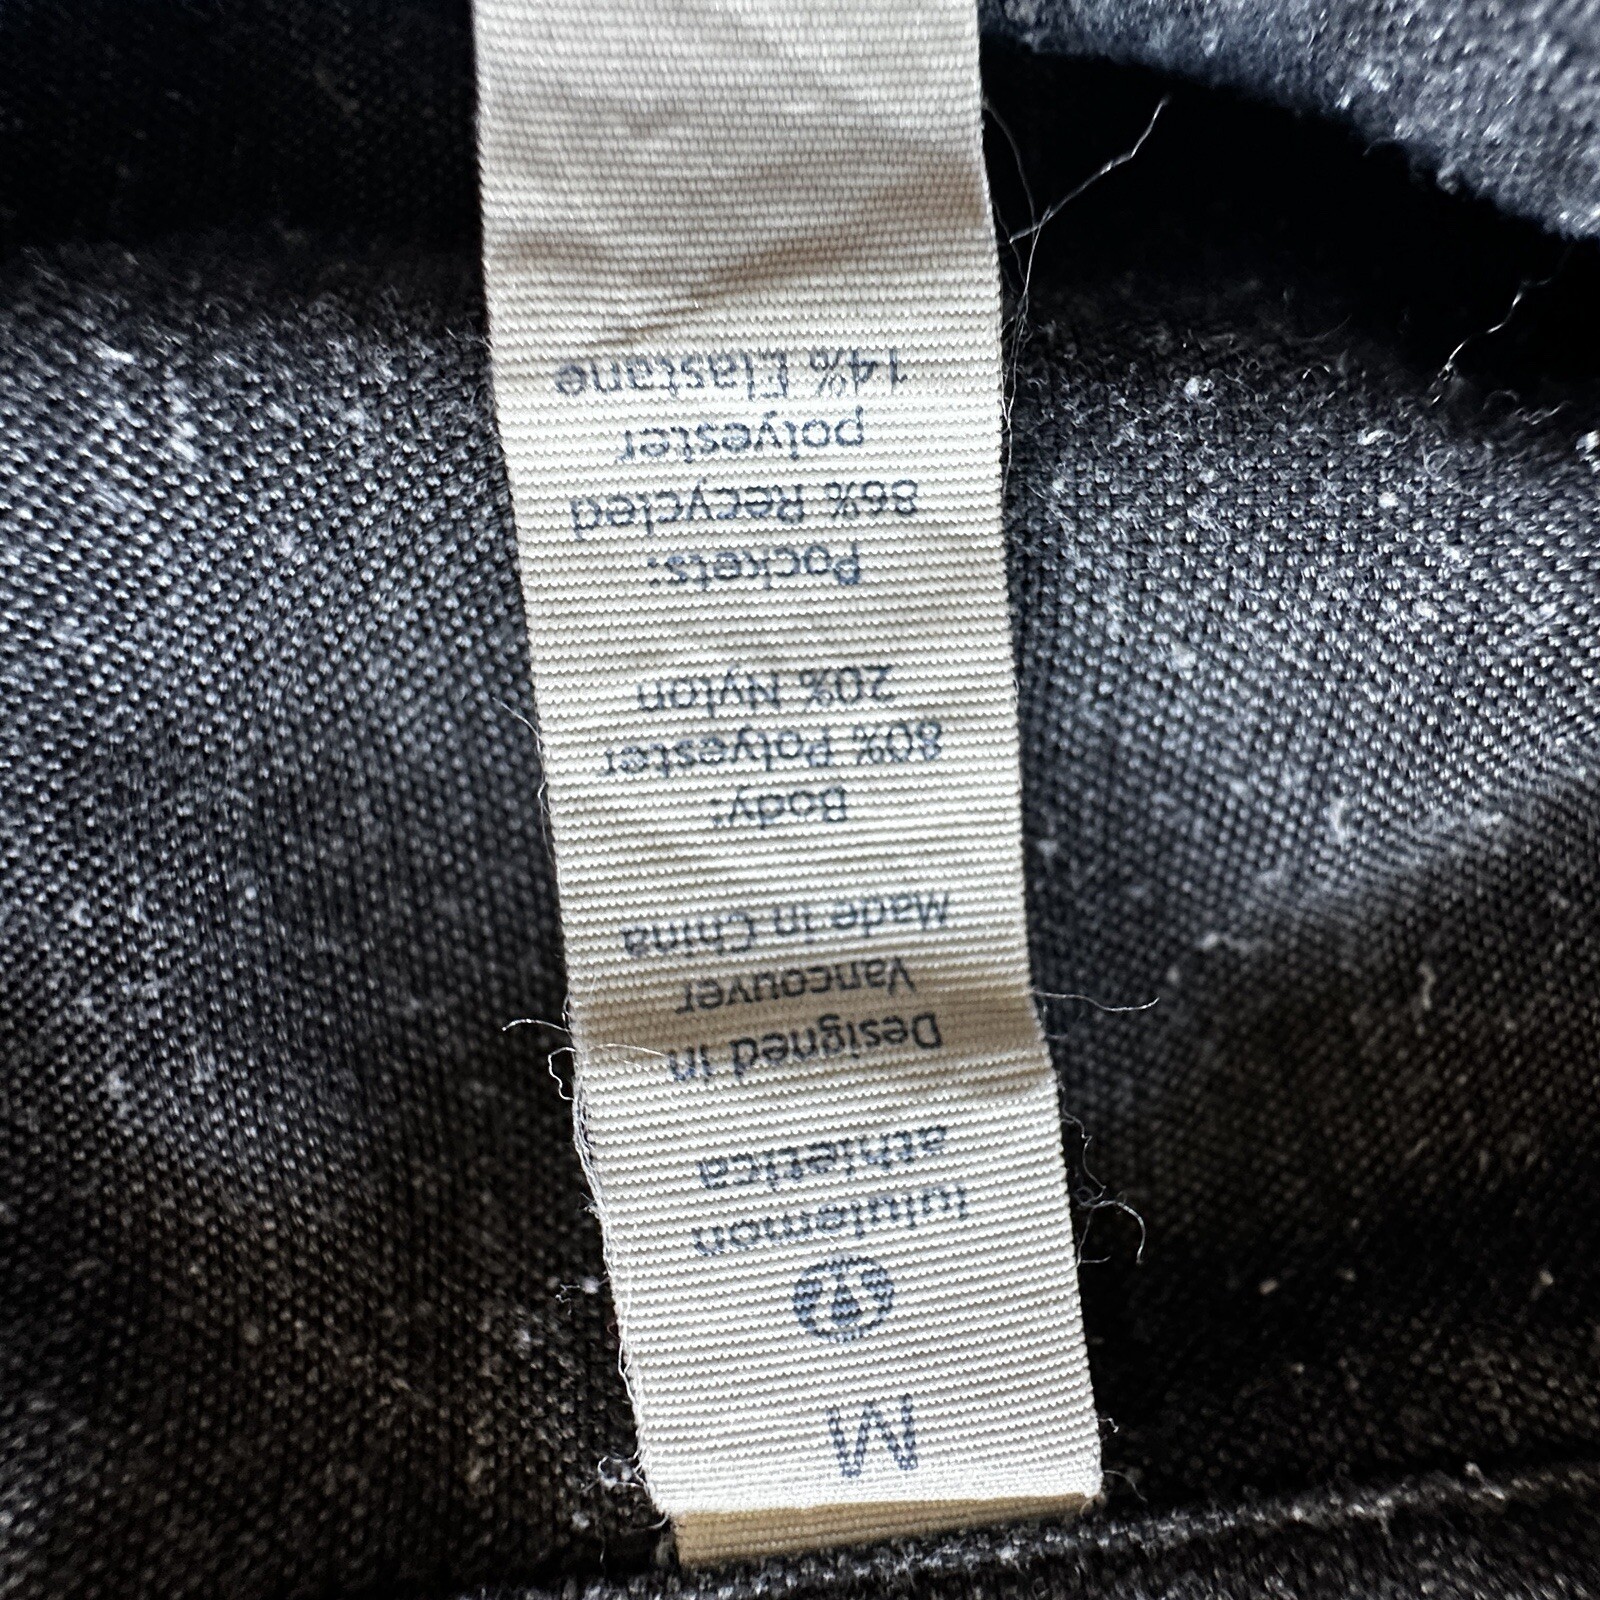 M
lululemon
athletica
Designed in
Vancouver
Made in China
Body:
80% Polyester
20% Nylon
Pockets:
86% Recycled
polyester
14% Elastane